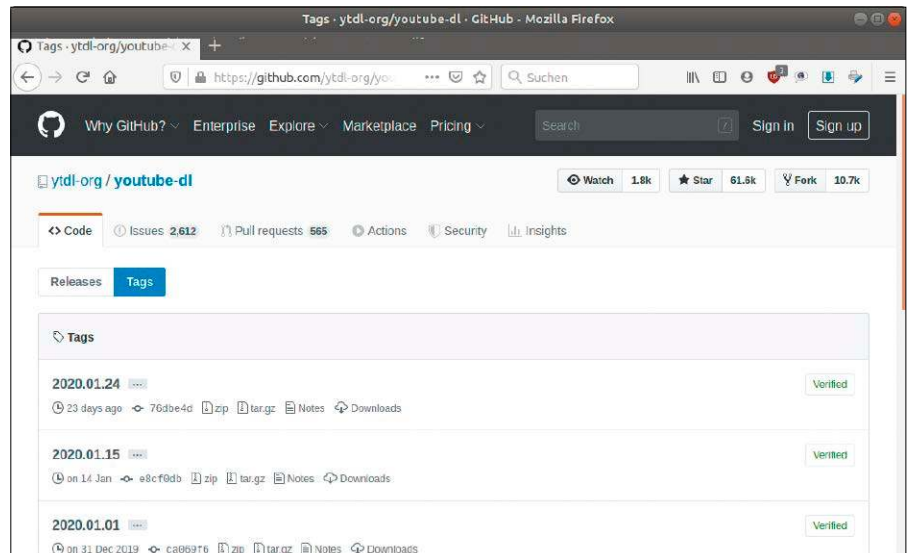 Tags · ytdl-org/youtube-dl · GitHub - Mozilla Firefox
Tags · ytdl-org/youtube-d X +
https://github.com/ytdl-org/you ... Suchen
Why GitHub? Enterprise Explore Marketplace Pricing Search / Sign in Sign up
ytdl-org / youtube-dl Watch 1.8k Star 61.6k Fork 10.7k
<> Code Issues 2,612 Pull requests 565 Actions Security Insights
Releases Tags
Tags
2020.01.24 ... Verified
23 days ago 76dbe4d zip tar.gz Notes Downloads
2020.01.15 ... Verified
on 14 Jan e8cf0db zip tar.gz Notes Downloads
2020.01.01 ... Verified
on 31 Dec 2019 ca069f6 zip tar.gz Notes Downloads